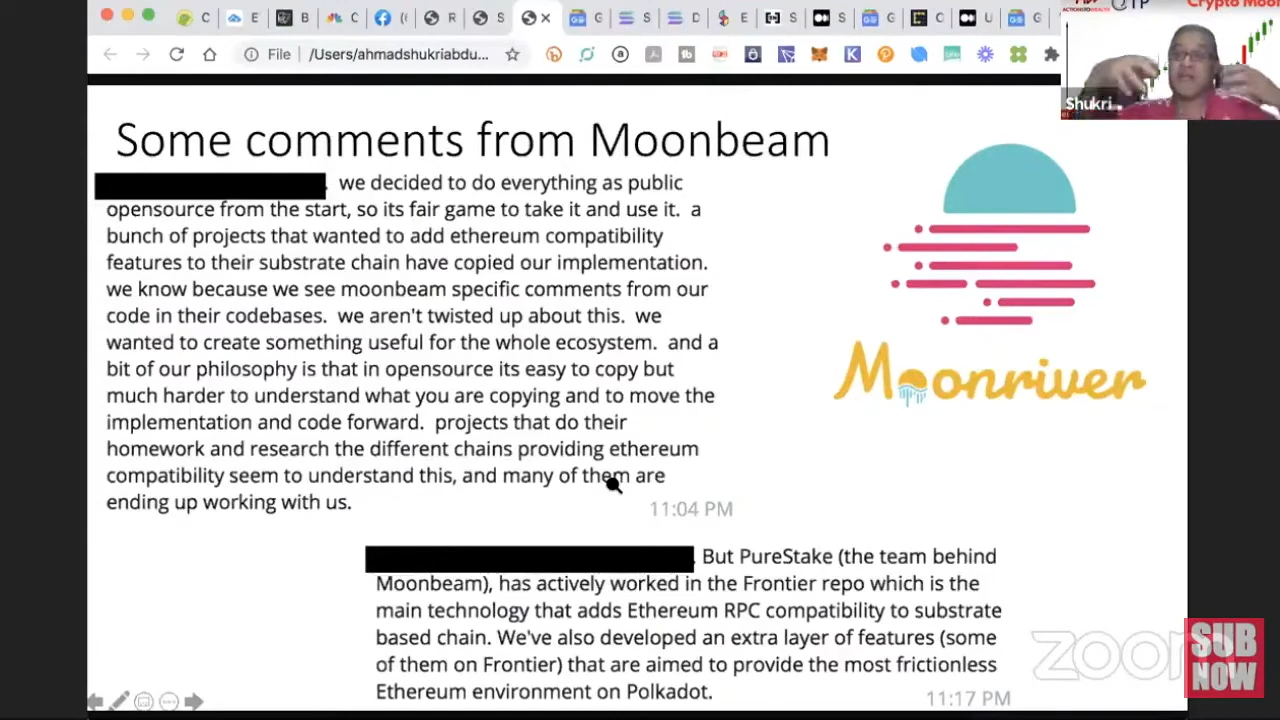 C
E
B
C
(
R
S
×
G
S
D
E
S
G
C
U
G
File
/Users/ahmadshukriabdu...
Crypto Moon
Shukri
Some comments from Moonbeam
we decided to do everything as public
opensource from the start, so its fair game to take it and use it. a
bunch of projects that wanted to add ethereum compatibility
features to their substrate chain have copied our implementation.
we know because we see moonbeam specific comments from our
code in their codebases. we aren't twisted up about this. we
wanted to create something useful for the whole ecosystem. and a
bit of our philosophy is that in opensource its easy to copy but
much harder to understand what you are copying and to move the
implementation and code forward. projects that do their
homework and research the different chains providing ethereum
compatibility seem to understand this, and many of them are
ending up working with us.
11:04 PM
Moonriver
. But PureStake (the team behind
Moonbeam), has actively worked in the Frontier repo which is the
main technology that adds Ethereum RPC compatibility to substrate
based chain. We've also developed an extra layer of features (some
of them on Frontier) that are aimed to provide the most frictionless
Ethereum environment on Polkadot.
11:17 PM
zoom
SUB
NOW